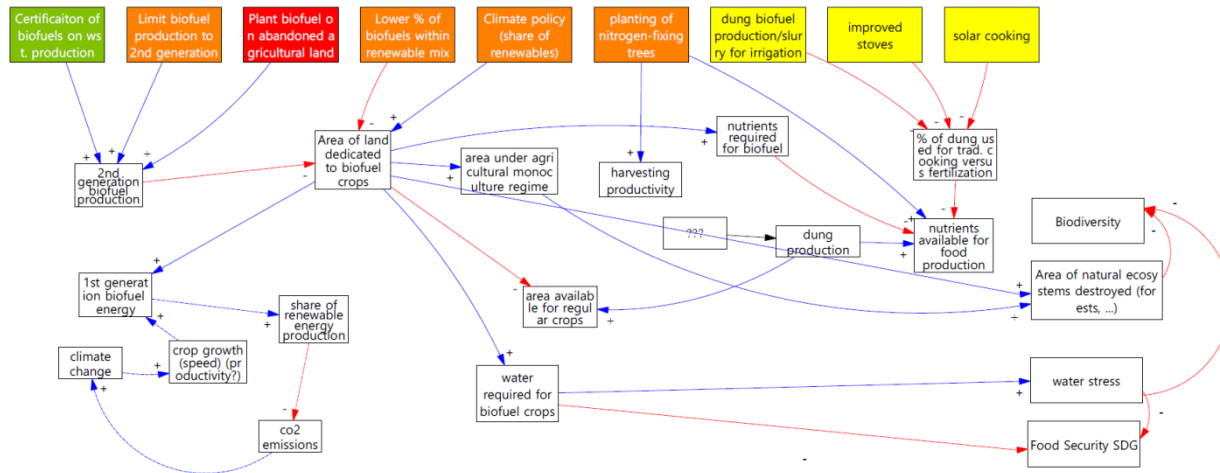 Certificaiton of
biofuels on ws
t. production
Limit biofuel
production to
2nd generation
Plant biofuel o
n abandoned a
gricultural land
Lower % of
biofuels within
renewable mix
Climate policy
(share of
renewables)
planting of
nitrogen-fixing
trees
dung biofuel
production/slur
ry for irrigation
improved
stoves
solar cooking
+
+
+
-
+
-
-
-
2nd
generation
biofuel
production
-
Area of land
dedicated
to biofuel
crops
+
area under agri
cultural monoc
ulture regime
+
harvesting
productivity
+
nutrients
required
for biofuel
% of dung us
ed for trad. c
ooking versu
s fertilization
???
dung
production
+
-
+
-
nutrients
available for
food
production
Biodiversity
-
-
+
Area of natural ecosy
stems destroyed (for
ests, ...)
+
+
1st generat
ion biofuel
energy
+
share of
renewable
energy
production
-
area availab
le for regul
ar crops
+
climate
change
+
+
crop growth
(speed) (pr
oductivity?)
+
-
co2
emissions
+
water
required for
biofuel crops
+
water stress
-
-
Food Security SDG